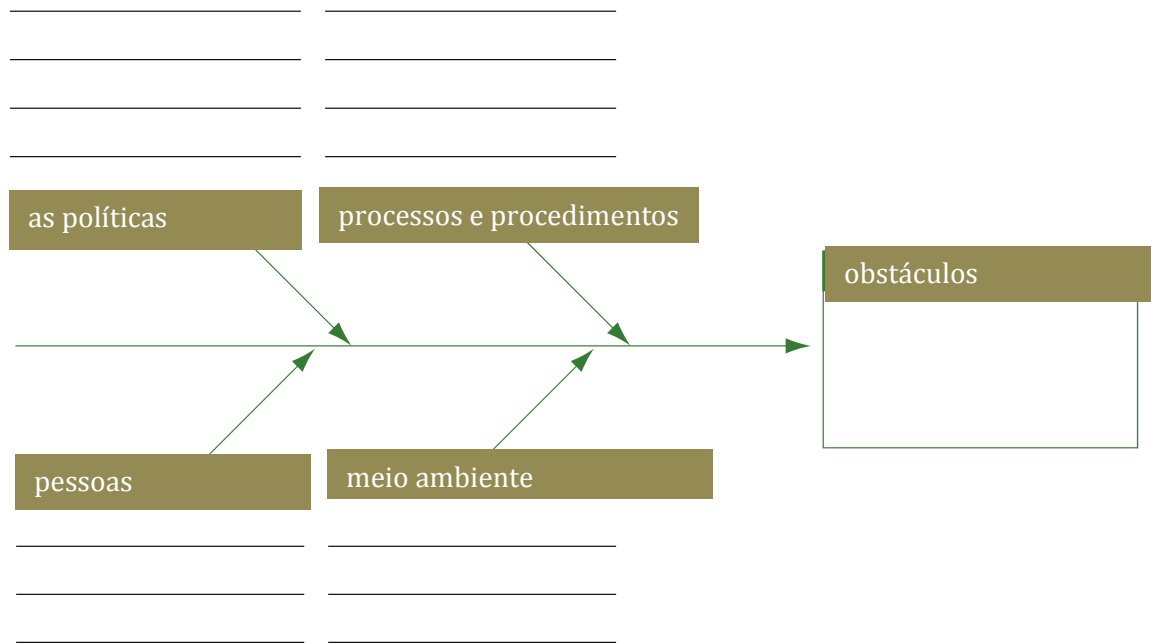 as políticas
processos e procedimentos
obstáculos
pessoas
meio ambiente